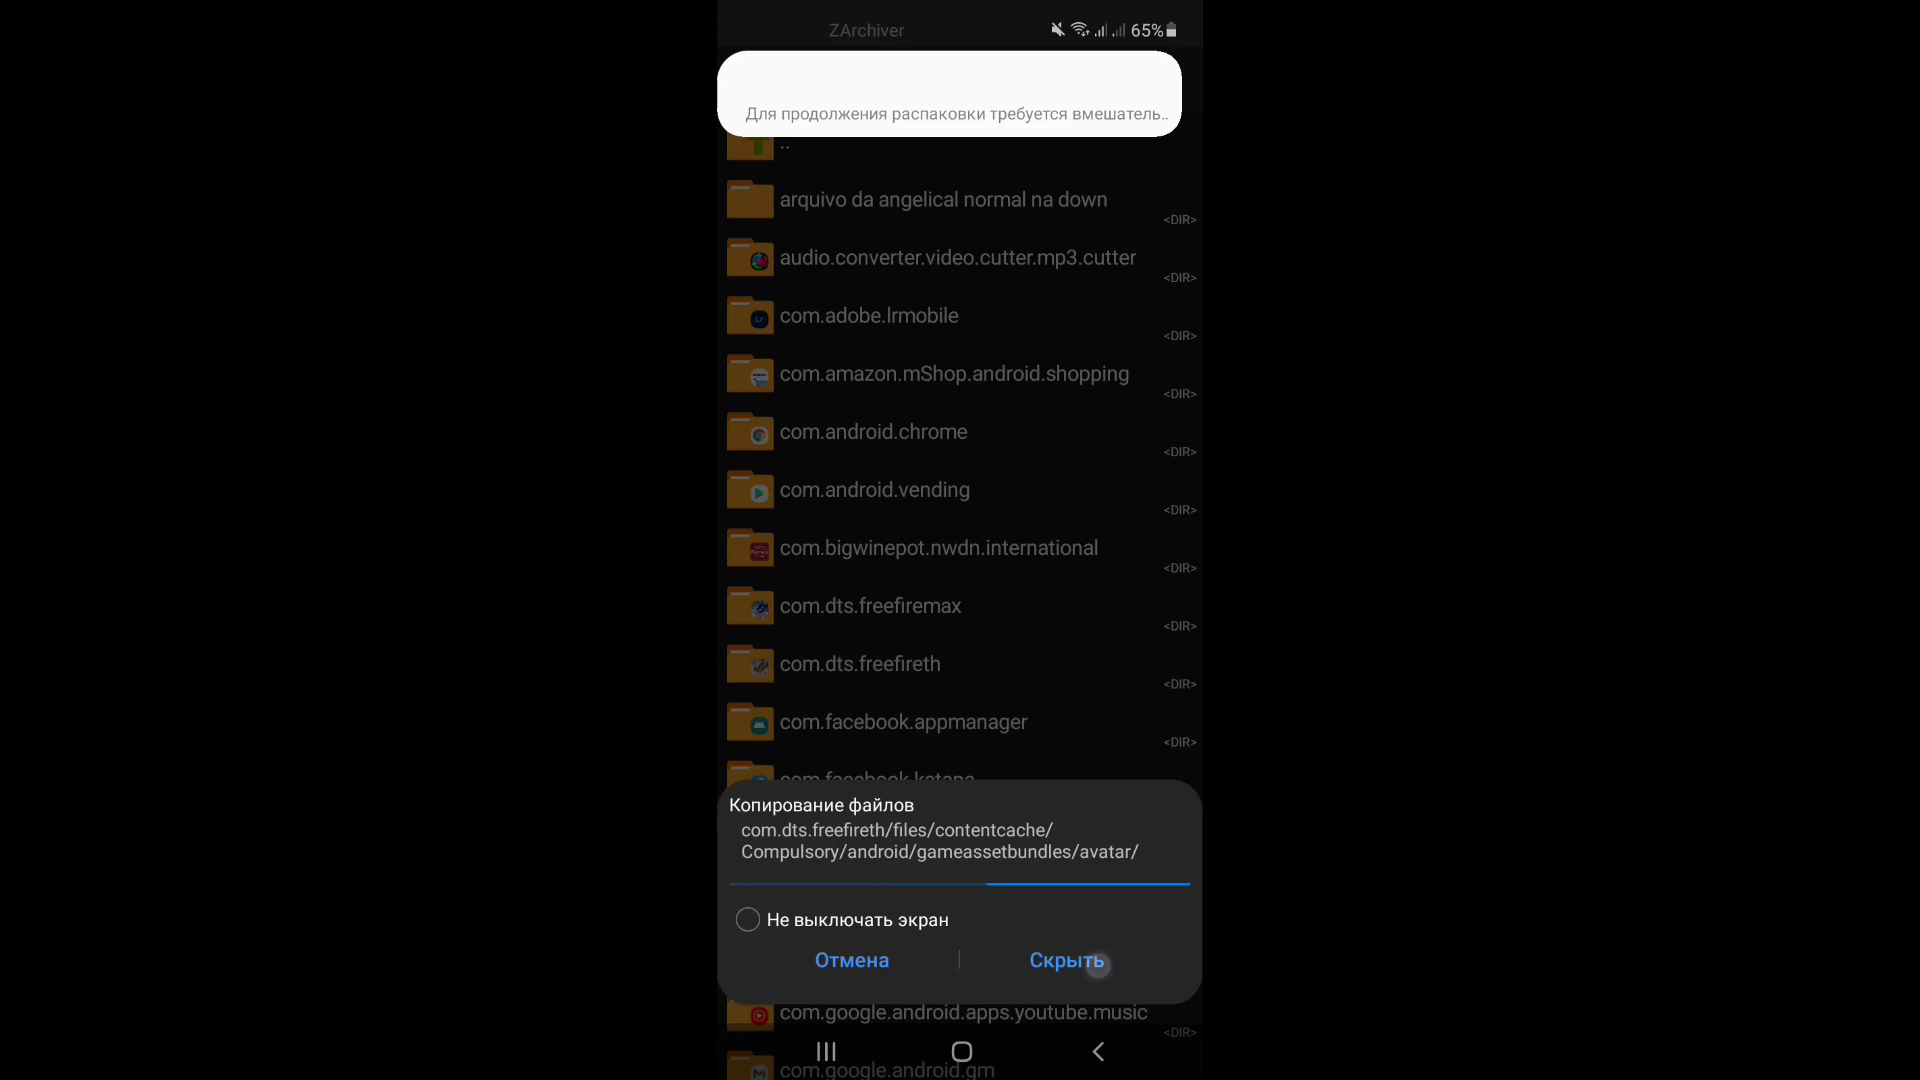 ZArchiver
65%
Для продолжения распаковки требуется вмешатель..
..
arquivo da angelical normal na down
<DIR>
audio.converter.video.cutter.mp3.cutter
<DIR>
com.adobe.lrmobile
<DIR>
com.amazon.mShop.android.shopping
<DIR>
com.android.chrome
<DIR>
com.android.vending
<DIR>
com.bigwinepot.nwdn.international
<DIR>
com.dts.freefiremax
<DIR>
com.dts.freefireth
<DIR>
com.facebook.appmanager
<DIR>
com.facebook.katana
Копирование файлов
com.dts.freefireth/files/contentcache/
Compulsory/android/gameassetbundles/avatar/
Не выключать экран
Отмена
Скрыть
com.google.android.apps.youtube.music
<DIR>
com.google.android.gm